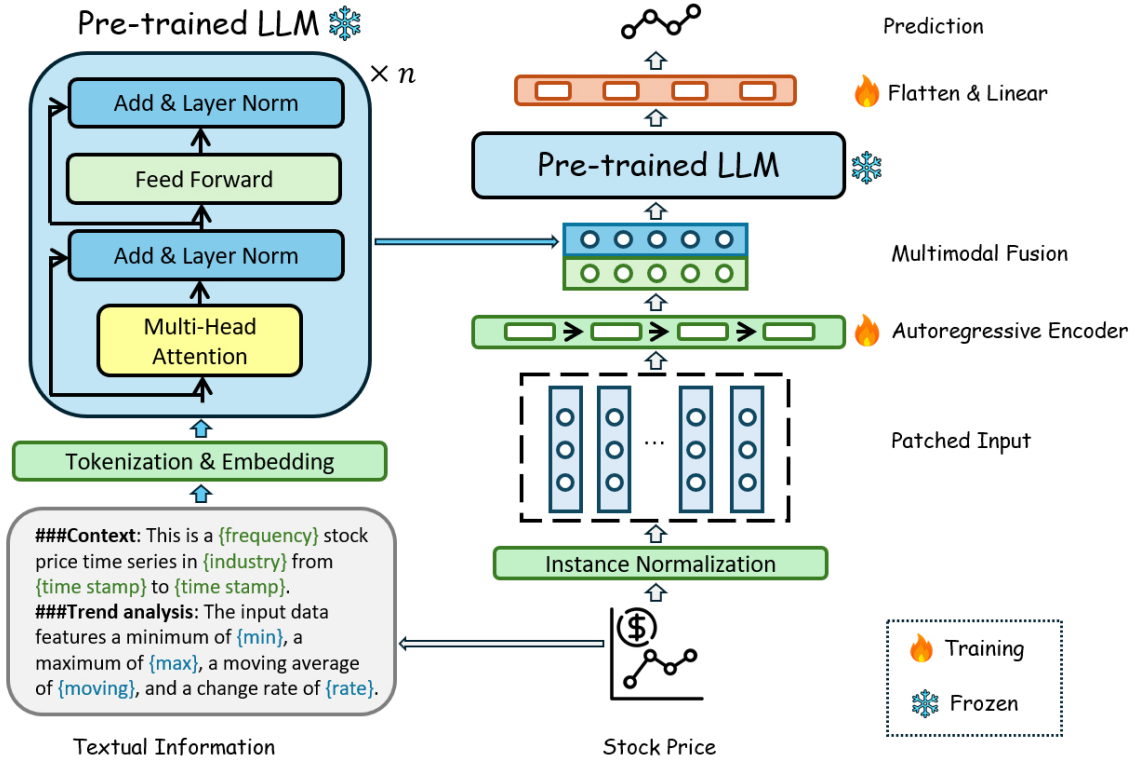 Pre-trained LLM
× n
Add & Layer Norm
Feed Forward
Add & Layer Norm
Multi-Head
Attention
Tokenization & Embedding
###Context: This is a {frequency} stock
price time series in {industry} from
{time stamp} to {time stamp}.
###Trend analysis: The input data
features a minimum of {min}, a
maximum of {max}, a moving average
of {moving}, and a change rate of {rate}.
Textual Information
Prediction
Flatten & Linear
Pre-trained LLM
Multimodal Fusion
Autoregressive Encoder
...
Patched Input
Instance Normalization
$
Stock Price
Training
Frozen